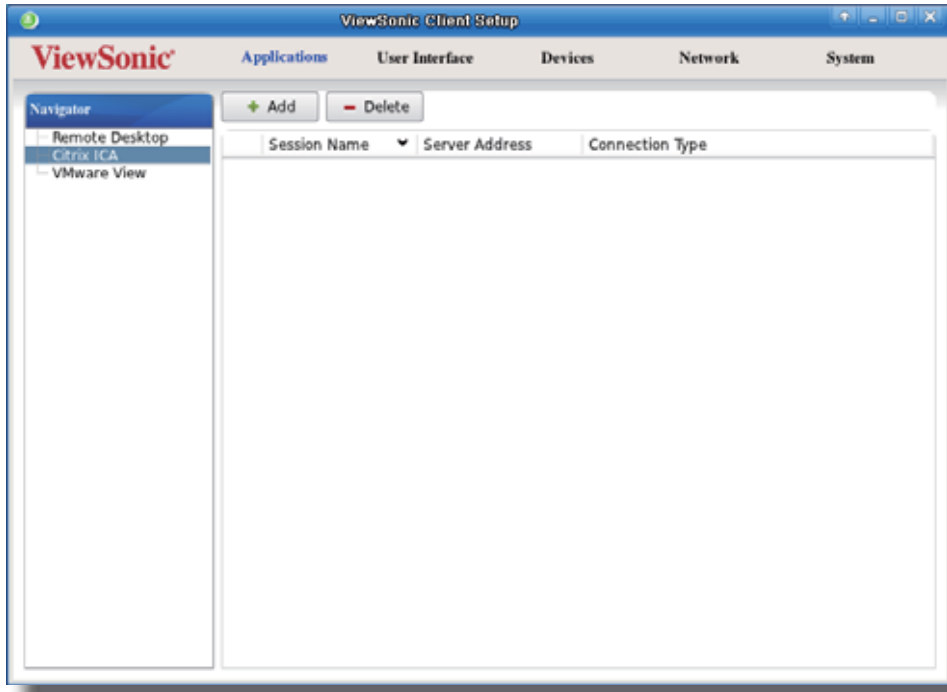 ViewSonic Client Setup
ViewSonic®
Applications User Interface Devices Network System
Navigator
Remote Desktop
Citrix ICA
VMware View
Add Delete
Session Name Server Address Connection Type